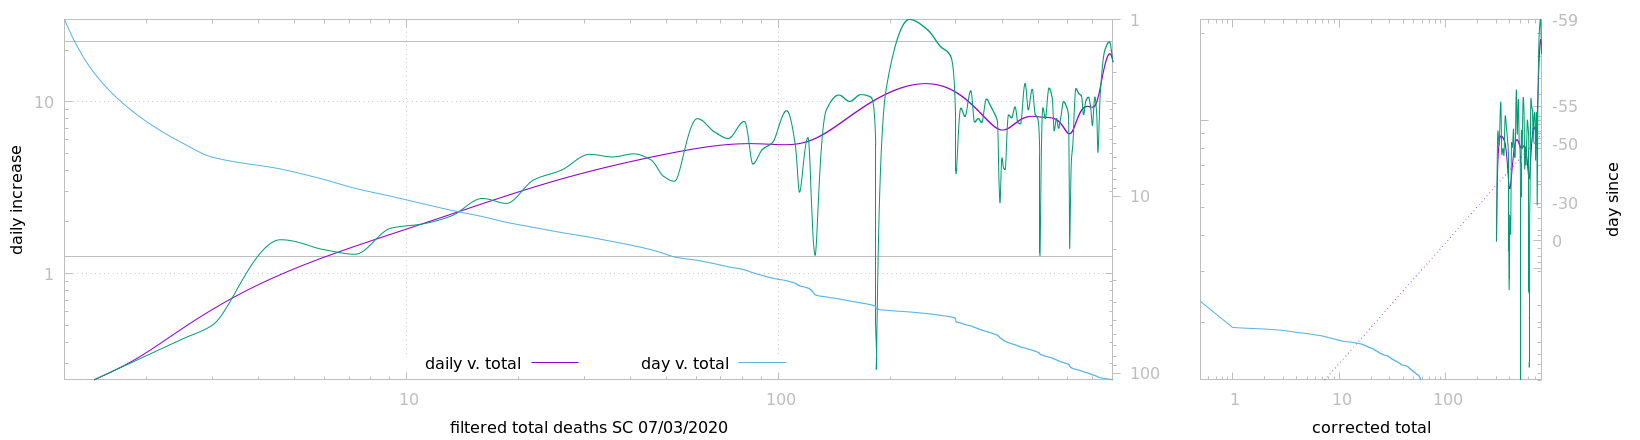 1
-59
10
-55
-50
10
-30
0
1
daily increase
day since
daily v. total
day v. total
100
10
100
1
10
100
filtered total deaths SC 07/03/2020
corrected total